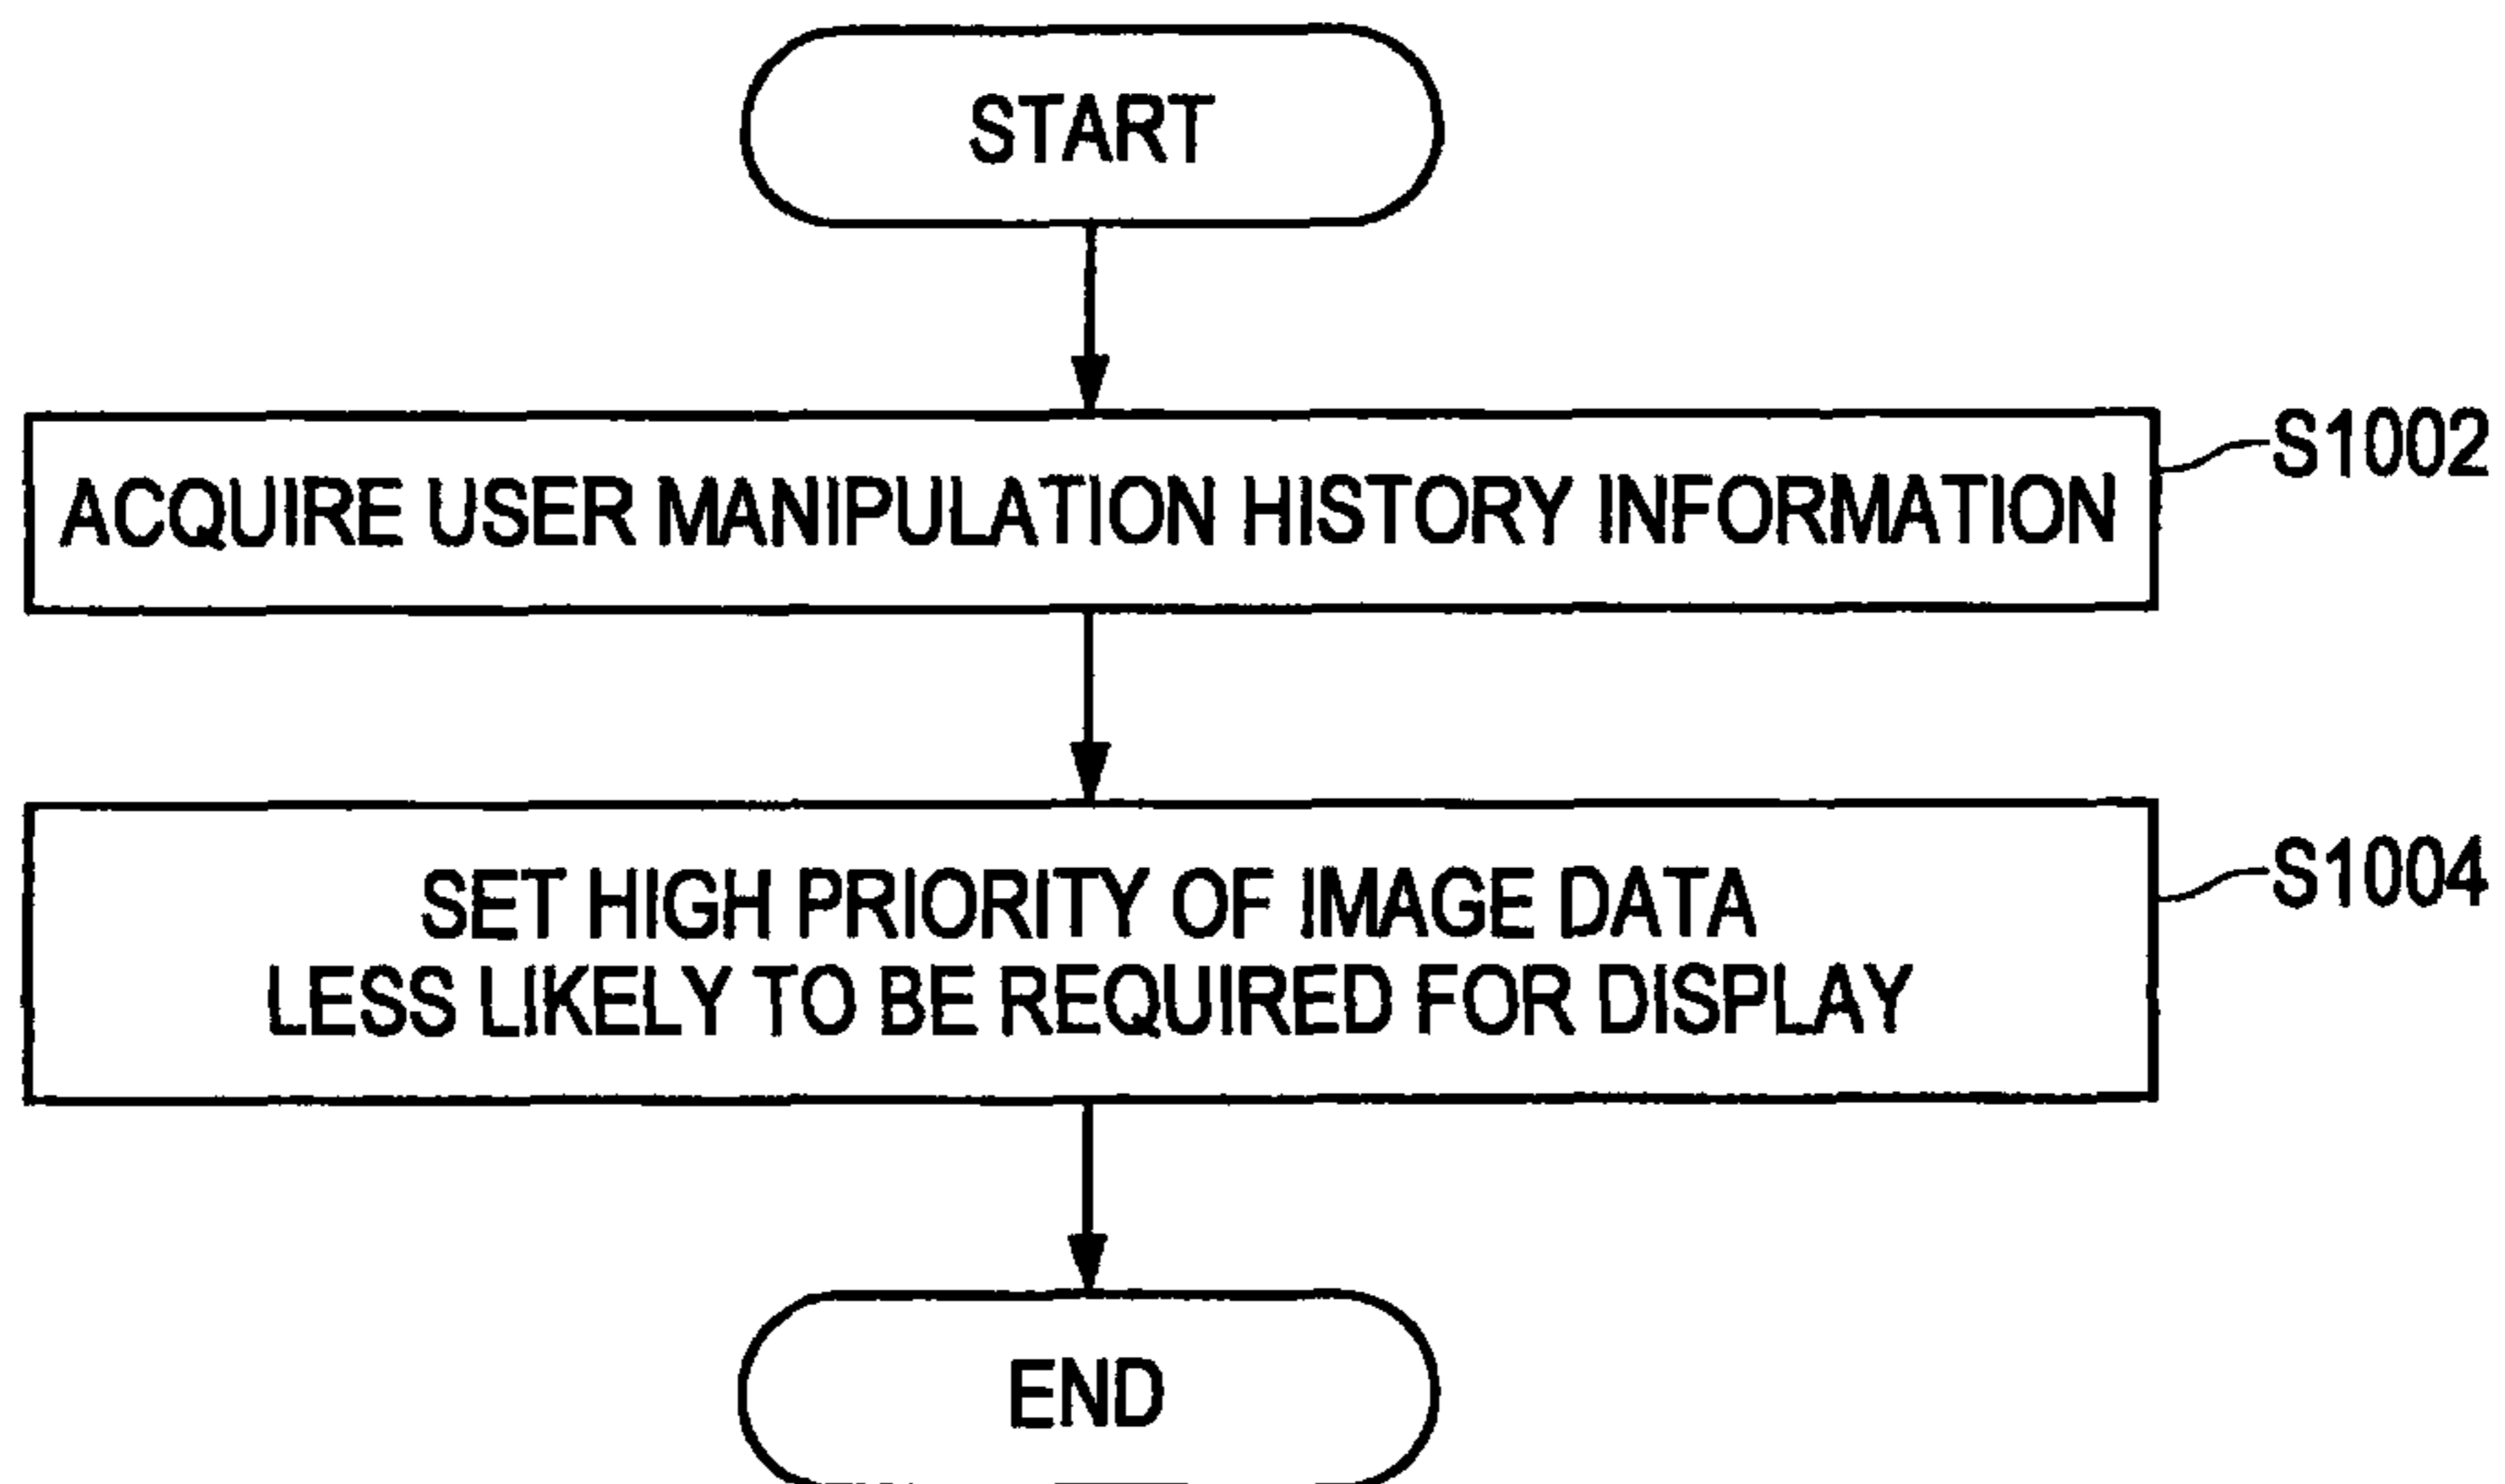 START
ACQUIRE USER MANIPULATION HISTORY INFORMATION
S1002
SET HIGH PRIORITY OF IMAGE DATA
LESS LIKELY TO BE REQUIRED FOR DISPLAY
S1004
END